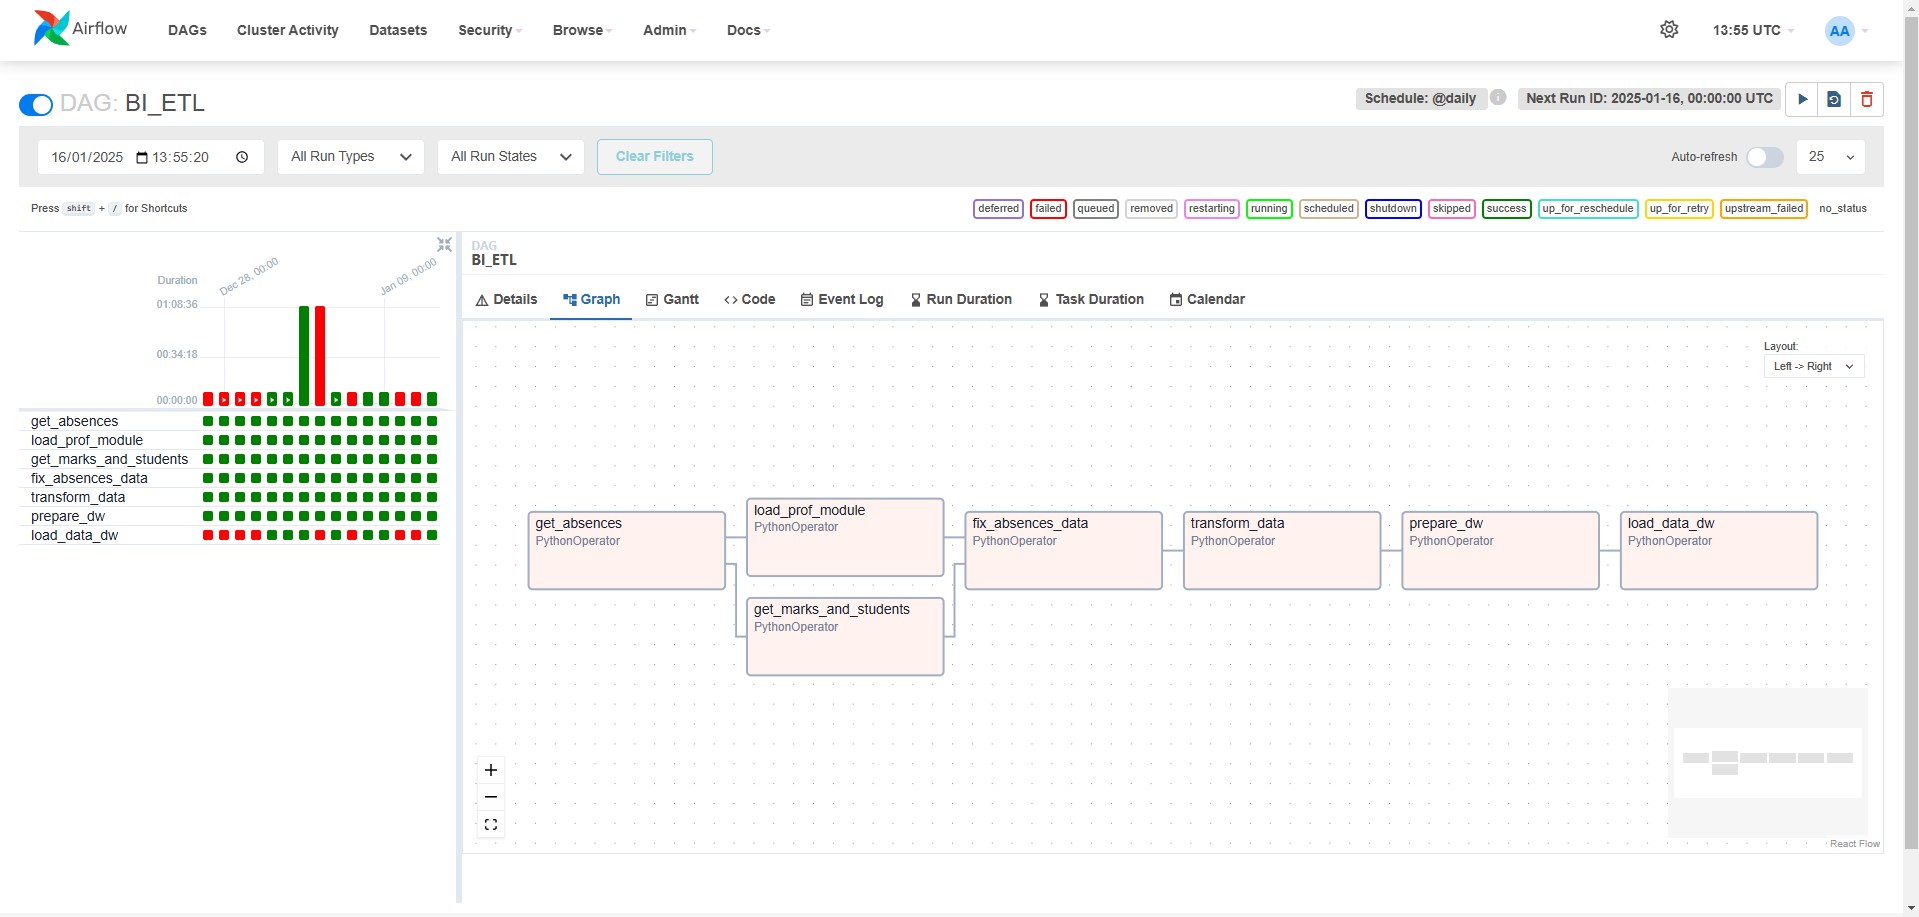 Airflow
DAGs Cluster Activity Datasets Security Browse Admin Docs 13:55 UTC AA
DAG: BI_ETL
Schedule: @daily i Next Run ID: 2025-01-16, 00:00:00 UTC
16/01/2025 13:55:20 All Run Types All Run States Clear Filters Auto-refresh 25
Press shift + / for Shortcuts
deferred failed queued removed restarting running scheduled shutdown skipped success up_for_reschedule up_for_retry upstream_failed no_status
Duration
Dec 28, 00:00
Jan 09, 00:00
01:08:36
00:34:18
00:00:00
get_absences
load_prof_module
get_marks_and_students
fix_absences_data
transform_data
prepare_dw
load_data_dw
DAG
BI_ETL
Details Graph Gantt Code Event Log Run Duration Task Duration Calendar
Layout:
Left -> Right
get_absences
PythonOperator
load_prof_module
PythonOperator
get_marks_and_students
PythonOperator
fix_absences_data
PythonOperator
transform_data
PythonOperator
prepare_dw
PythonOperator
load_data_dw
PythonOperator
React Flow